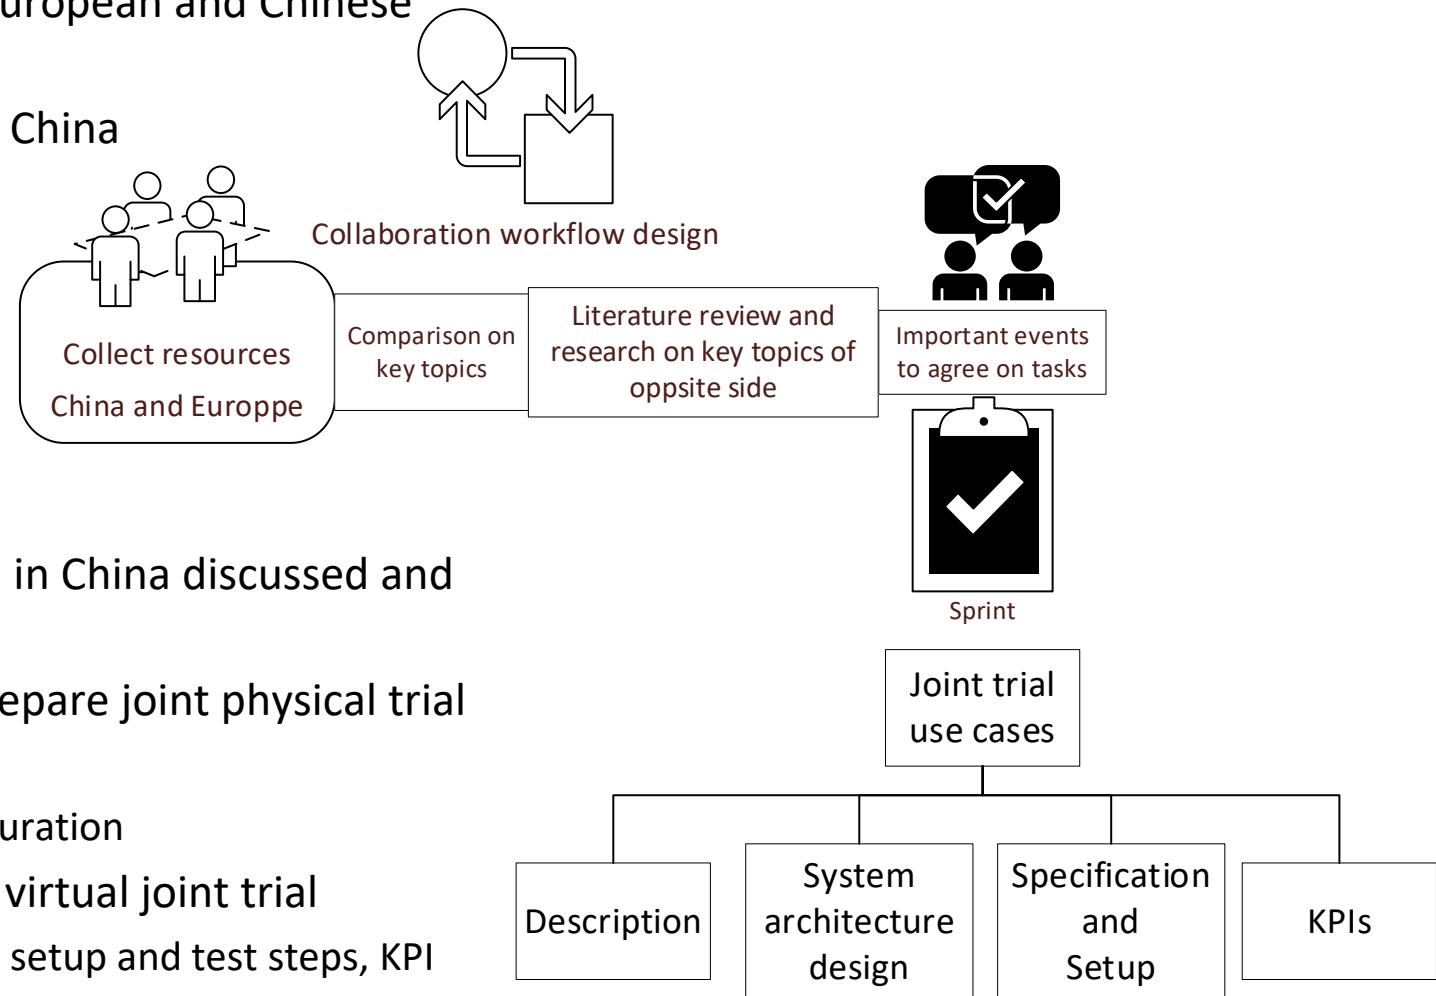 European and Chinese
China
Collaboration workflow design
Collect resources
China and Europpe
Comparison on
key topics
Literature review and
research on key topics of
oppsite side
Important events
to agree on tasks
Sprint
in China discussed and
epare joint physical trial
uration
virtual joint trial
setup and test steps, KPI
Joint trial
use cases
Description
System
architecture
design
Specification
and
Setup
KPIs